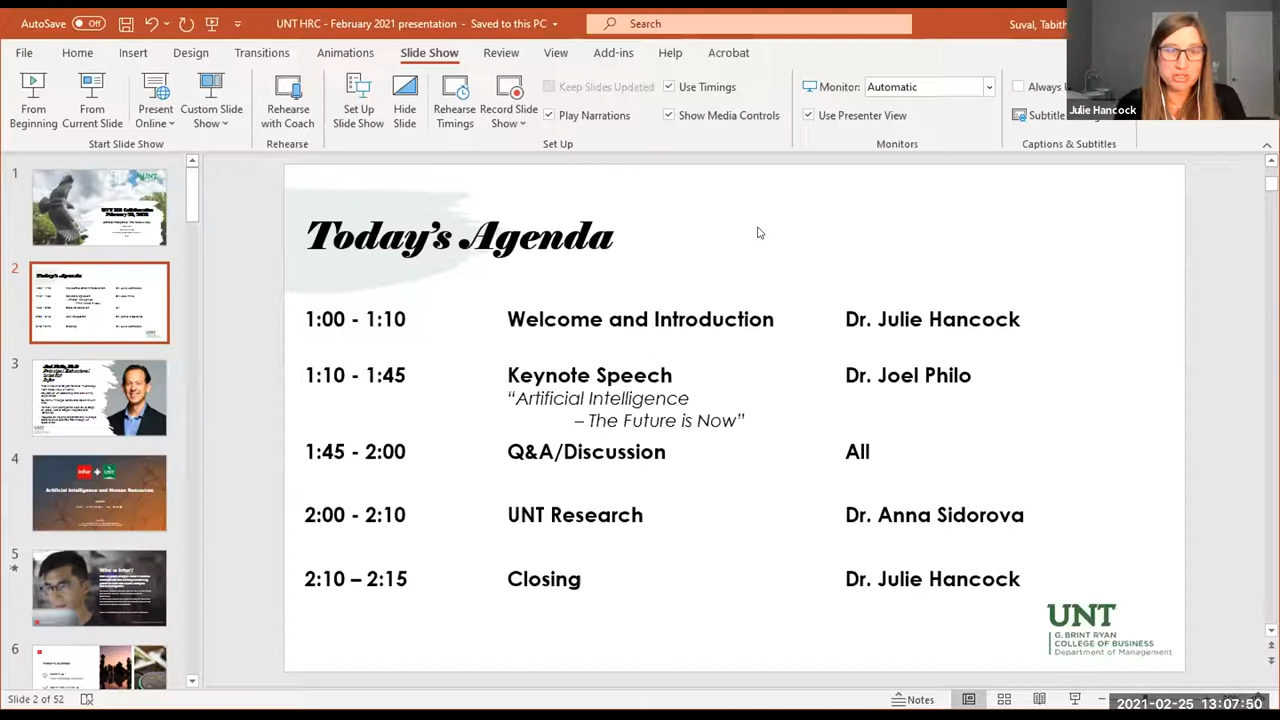 AutoSave Off UNT HRC - February 2021 presentation - Saved to this PC Search Suval, Tabith
File Home Insert Design Transitions Animations Slide Show Review View Add-ins Help Acrobat
Julie Hancock
From Beginning
From Current Slide
Present Online
Custom Slide Show
Start Slide Show
Rehearse with Coach
Rehearse
Set Up Slide Show
Hide Slide
Rehearse Timings
Record Slide Show
Keep Slides Updated
Play Narrations
Use Timings
Show Media Controls
Set Up
Monitor: Automatic
Use Presenter View
Monitors
Always
Subtitle
Captions & Subtitles
1
2
3
4
5
6
Today's Agenda
1:00 - 1:10 Welcome and Introduction Dr. Julie Hancock
1:10 - 1:45 Keynote Speech Dr. Joel Philo
“Artificial Intelligence
– The Future is Now”
1:45 - 2:00 Q&A/Discussion All
2:00 - 2:10 UNT Research Dr. Anna Sidorova
2:10 – 2:15 Closing Dr. Julie Hancock
UNT
G. BRINT RYAN
COLLEGE OF BUSINESS
Department of Management
Slide 2 of 52 Notes
2021-02-25 13:07:50